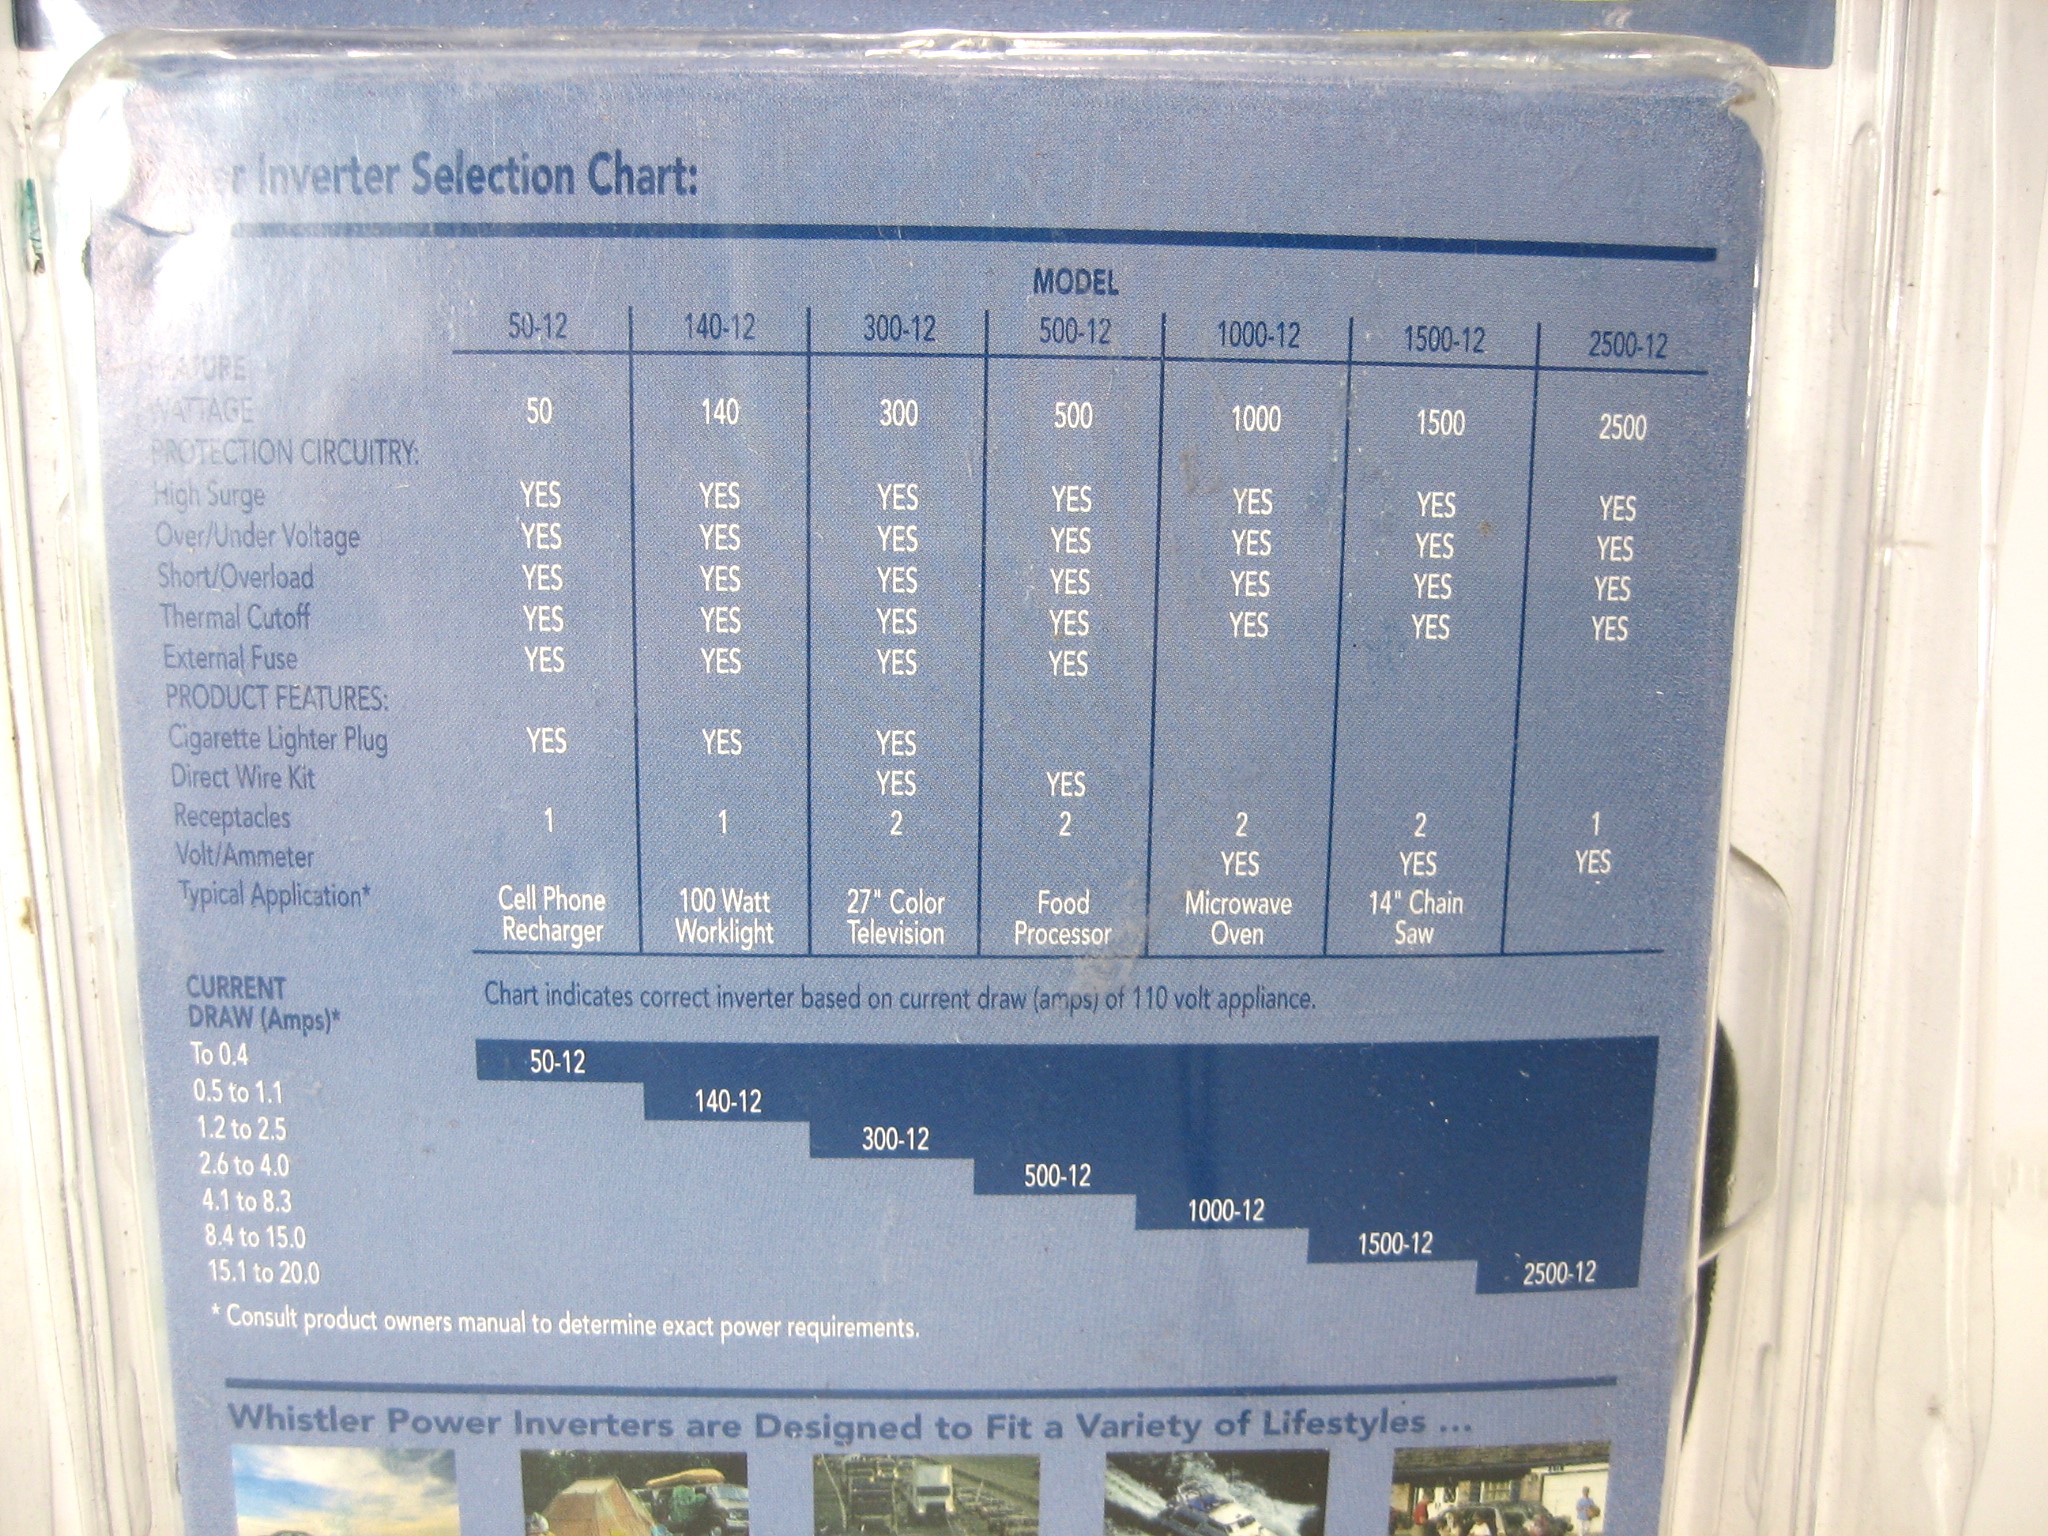 Inverter Selection Chart:
MODEL
50-12 140-12 300-12 500-12 1000-12 1500-12 2500-12
FEATURE
WATTAGE 50 140 300 500 1000 1500 2500
PROTECTION CIRCUITRY:
High Surge YES YES YES YES YES YES YES
Over/Under Voltage YES YES YES YES YES YES YES
Short/Overload YES YES YES YES YES YES YES
Thermal Cutoff YES YES YES YES YES YES YES
External Fuse YES YES YES YES
PRODUCT FEATURES:
Cigarette Lighter Plug YES YES YES
Direct Wire Kit YES YES
Receptacles 1 1 2 2 2 2 1
Volt/Ammeter YES YES YES
Typical Application* Cell Phone 100 Watt 27" Color Food Microwave 14" Chain
Recharger Worklight Television Processor Oven Saw
CURRENT
DRAW (Amps)*
Chart indicates correct inverter based on current draw (amps) of 110 volt appliance.
To 0.4 50-12
0.5 to 1.1 140-12
1.2 to 2.5 300-12
2.6 to 4.0 500-12
4.1 to 8.3 1000-12
8.4 to 15.0 1500-12
15.1 to 20.0 2500-12
* Consult product owners manual to determine exact power requirements.
Whistler Power Inverters are Designed to Fit a Variety of Lifestyles ...